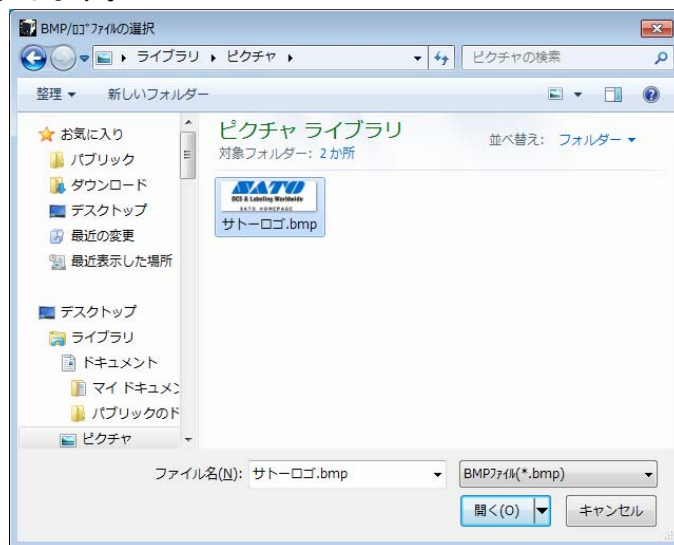 BMP/ﾛｺﾞﾌｧｲﾙの選択
ライブラリ ▸ ピクチャ ▸
ピクチャの検索
整理 ▼ 新しいフォルダー
お気に入り
パブリック
ダウンロード
デスクトップ
最近の変更
最近表示した場所
デスクトップ
ライブラリ
ドキュメント
マイ ドキュメン
パブリックのド
ピクチャ
ピクチャ ライブラリ
対象フォルダー: 2 か所
並べ替え: フォルダー ▼
SATO
DCS & Labeling Worldwide
SATO HOMEPAGE
サトーロゴ.bmp
ファイル名(N): サトーロゴ.bmp
BMPﾌｧｲﾙ(*.bmp)
開く(O)
キャンセル